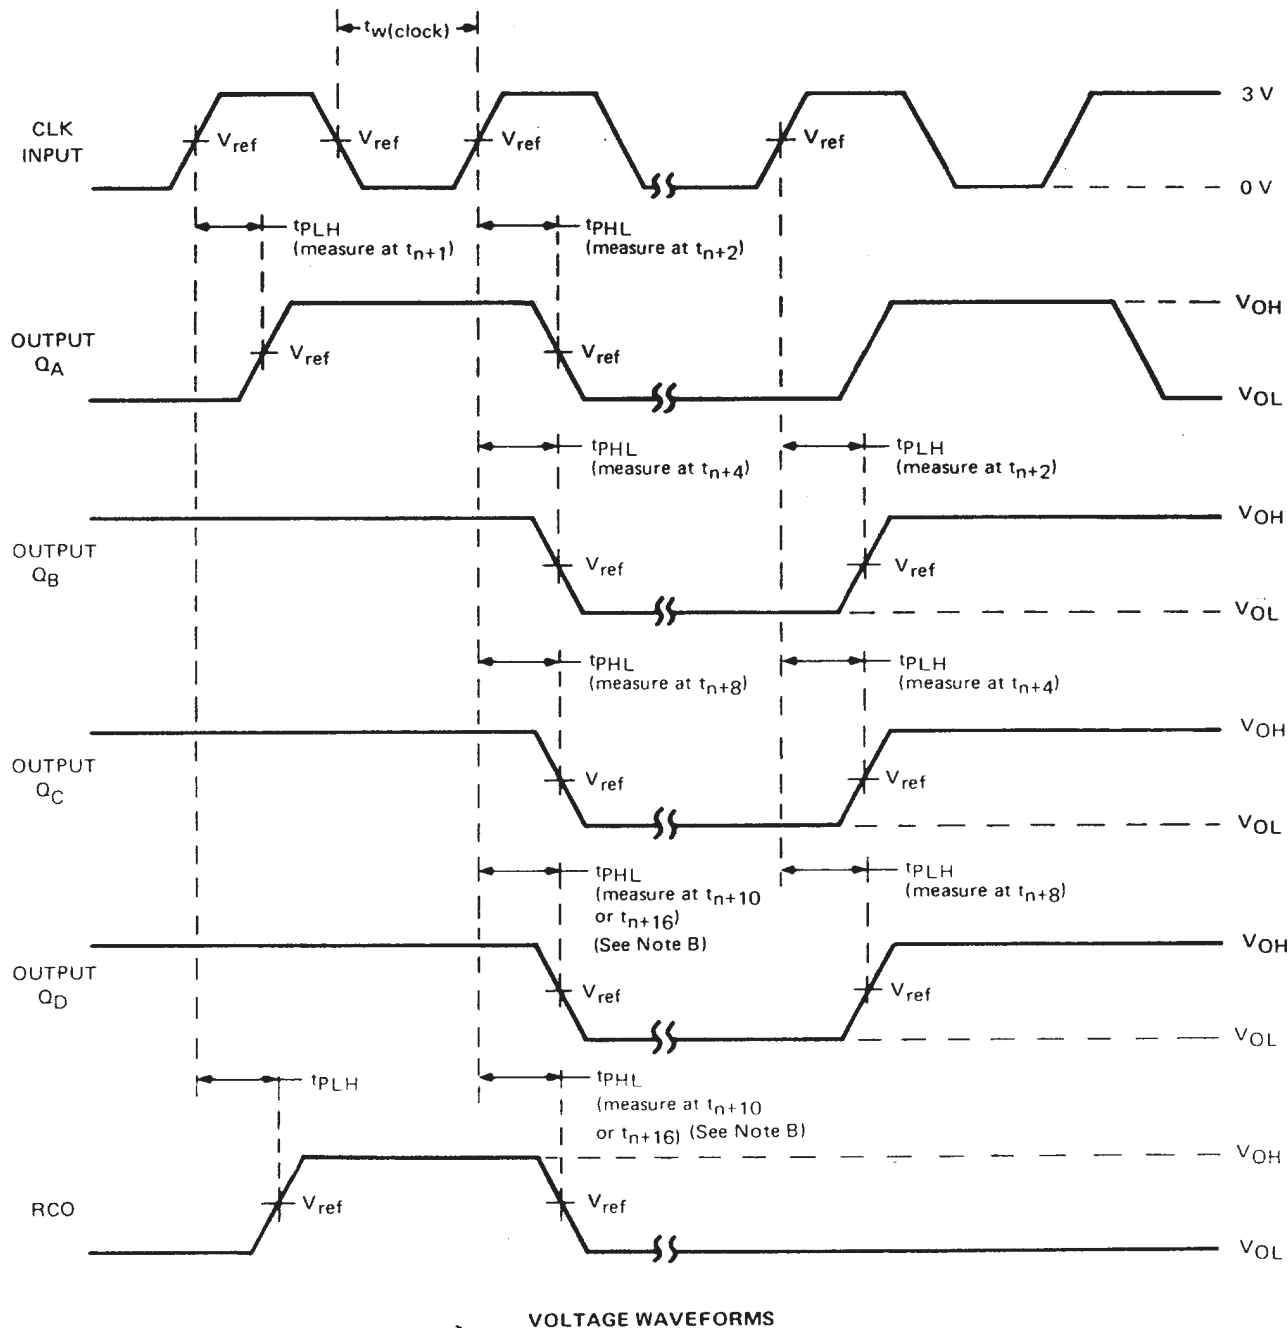 tw(clock)
3 V
CLK
INPUT
Vref
Vref
Vref
Vref
0 V
tPLH
(measure at tn+1)
tPHL
(measure at tn+2)
VOH
OUTPUT
QA
Vref
Vref
VOL
tPHL
(measure at tn+4)
tPLH
(measure at tn+2)
VOH
OUTPUT
QB
Vref
Vref
VOL
tPHL
(measure at tn+8)
tPLH
(measure at tn+4)
VOH
OUTPUT
QC
Vref
Vref
VOL
tPHL
(measure at tn+10
or tn+16)
(See Note B)
tPLH
(measure at tn+8)
VOH
OUTPUT
QD
Vref
Vref
VOL
tPLH
tPHL
(measure at tn+10
or tn+16) (See Note B)
VOH
RCO
Vref
Vref
VOL
VOLTAGE WAVEFORMS